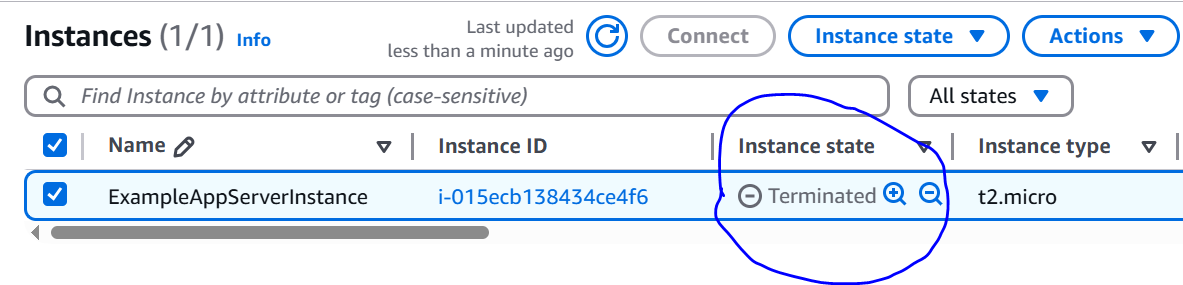 Instances (1/1) Info
Last updated
less than a minute ago
Connect
Instance state
Actions
Find Instance by attribute or tag (case-sensitive)
All states
Name Instance ID Instance state Instance type
ExampleAppServerInstance i-015ecb138434ce4f6 Terminated t2.micro